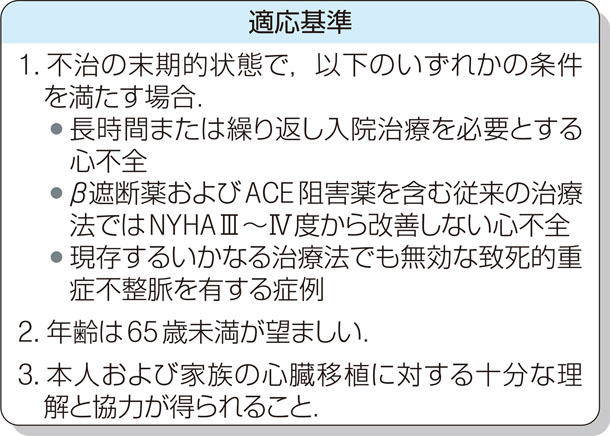 適応基準
1. 不治の末期的状態で，以下のいずれかの条件
を満たす場合．
● 長時間または繰り返し入院治療を必要とする
心不全
● β遮断薬およびACE阻害薬を含む従来の治療
法ではNYHAⅢ～Ⅳ度から改善しない心不全
● 現存するいかなる治療法でも無効な致死的重
症不整脈を有する症例
2. 年齢は65歳未満が望ましい．
3. 本人および家族の心臓移植に対する十分な理
解と協力が得られること．